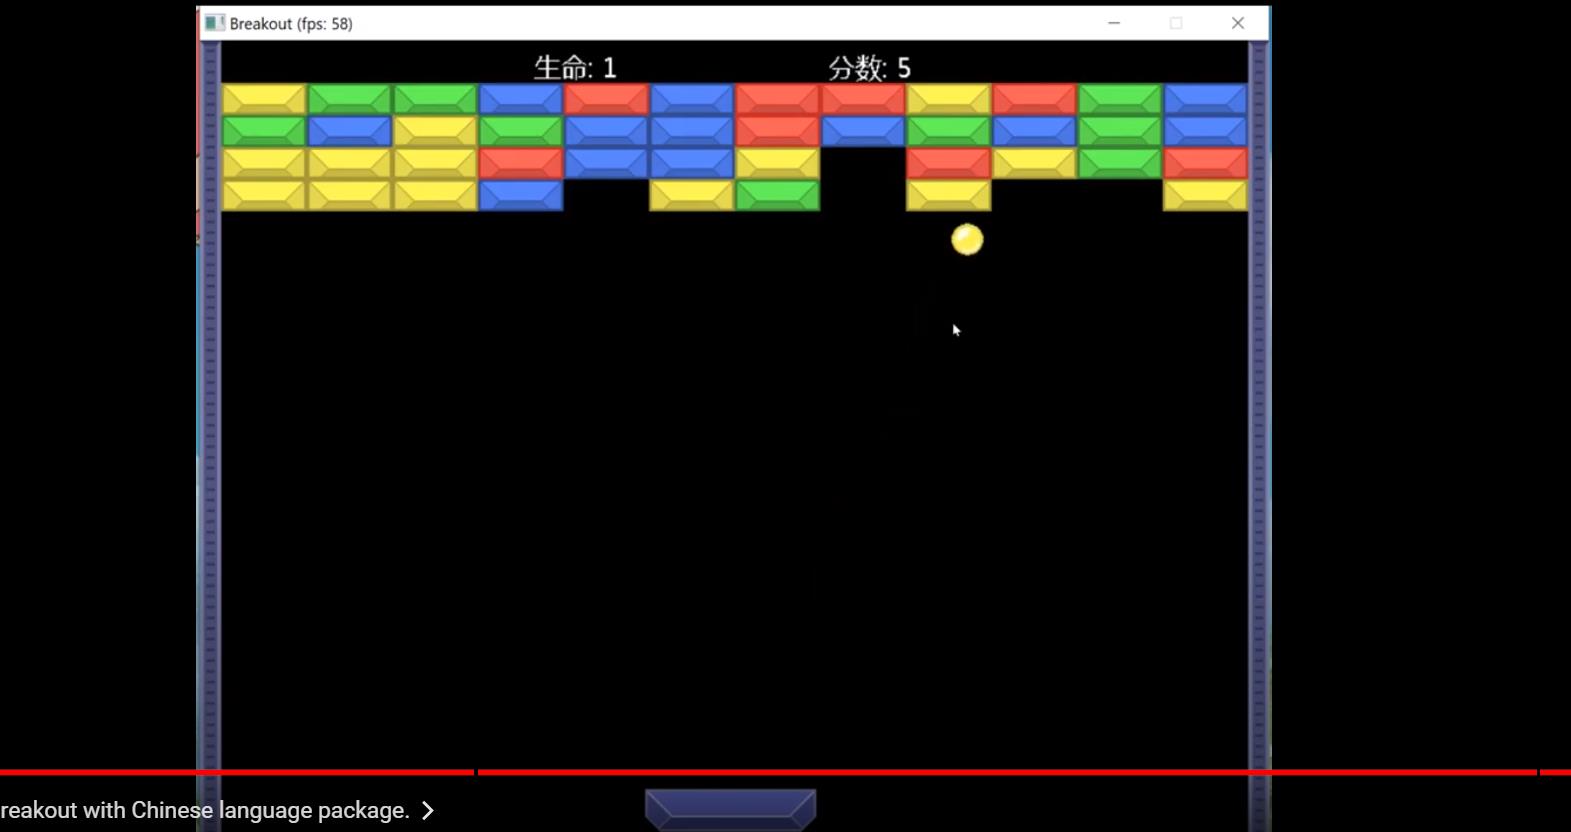 Breakout (fps: 58)
生命: 1 分数: 5
reakout with Chinese language package.